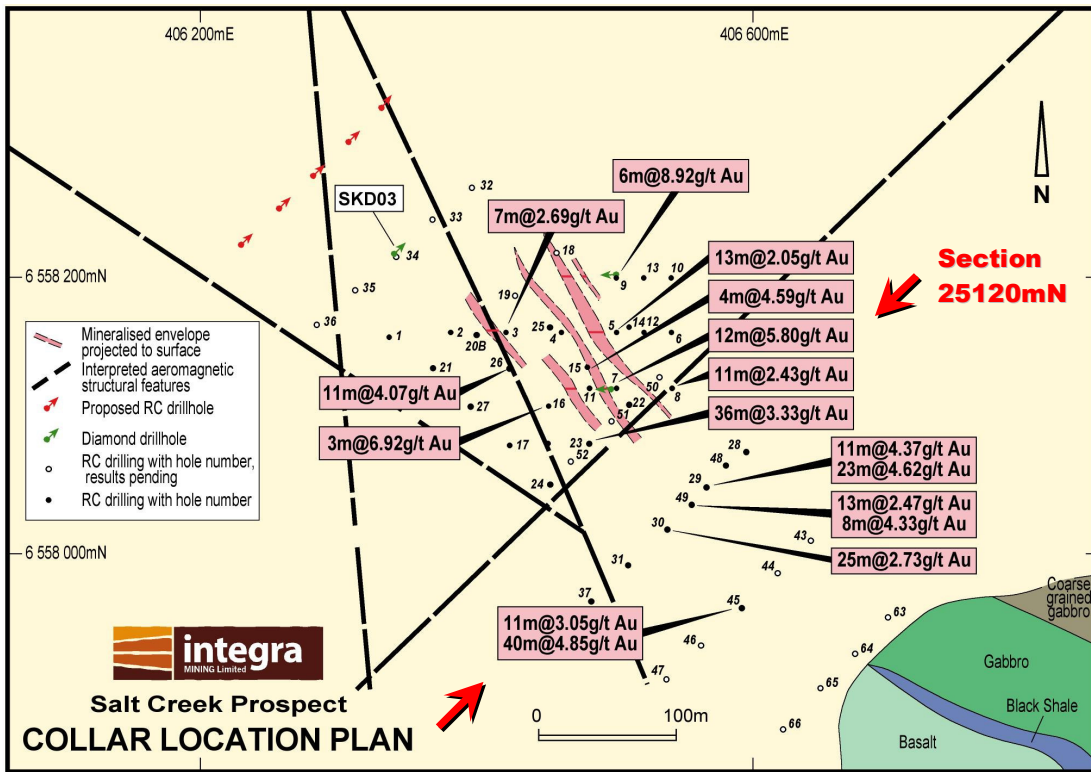 406 200mE
406 600mE
6m@8.92g/t Au
32
SKD03
7m@2.69g/t Au
33
N
18
34
13m@2.05g/t Au
Section
25120mN
6 558 200mN
9
13
10
35
19
4m@4.59g/t Au
36
1
2
20B
3
25
4
5
14
12
6
12m@5.80g/t Au
Mineralised envelope
projected to surface
Interpreted aeromagnetic
structural features
Proposed RC drillhole
Diamond drillhole
RC drilling with hole number,
results pending
RC drilling with hole number
21
26
15
7
50
11m@4.07g/t Au
11
8
11m@2.43g/t Au
27
16
22
51
36m@3.33g/t Au
3m@6.92g/t Au
17
23
52
28
48
11m@4.37g/t Au
23m@4.62g/t Au
24
29
49
13m@2.47g/t Au
8m@4.33g/t Au
30
43
6 558 000mN
25m@2.73g/t Au
31
44
Coarse
grained
gabbro
37
45
63
11m@3.05g/t Au
40m@4.85g/t Au
46
integra
MINING Limited
64
Gabbro
47
65
Salt Creek Prospect
COLLAR LOCATION PLAN
0
100m
66
Black Shale
Basalt